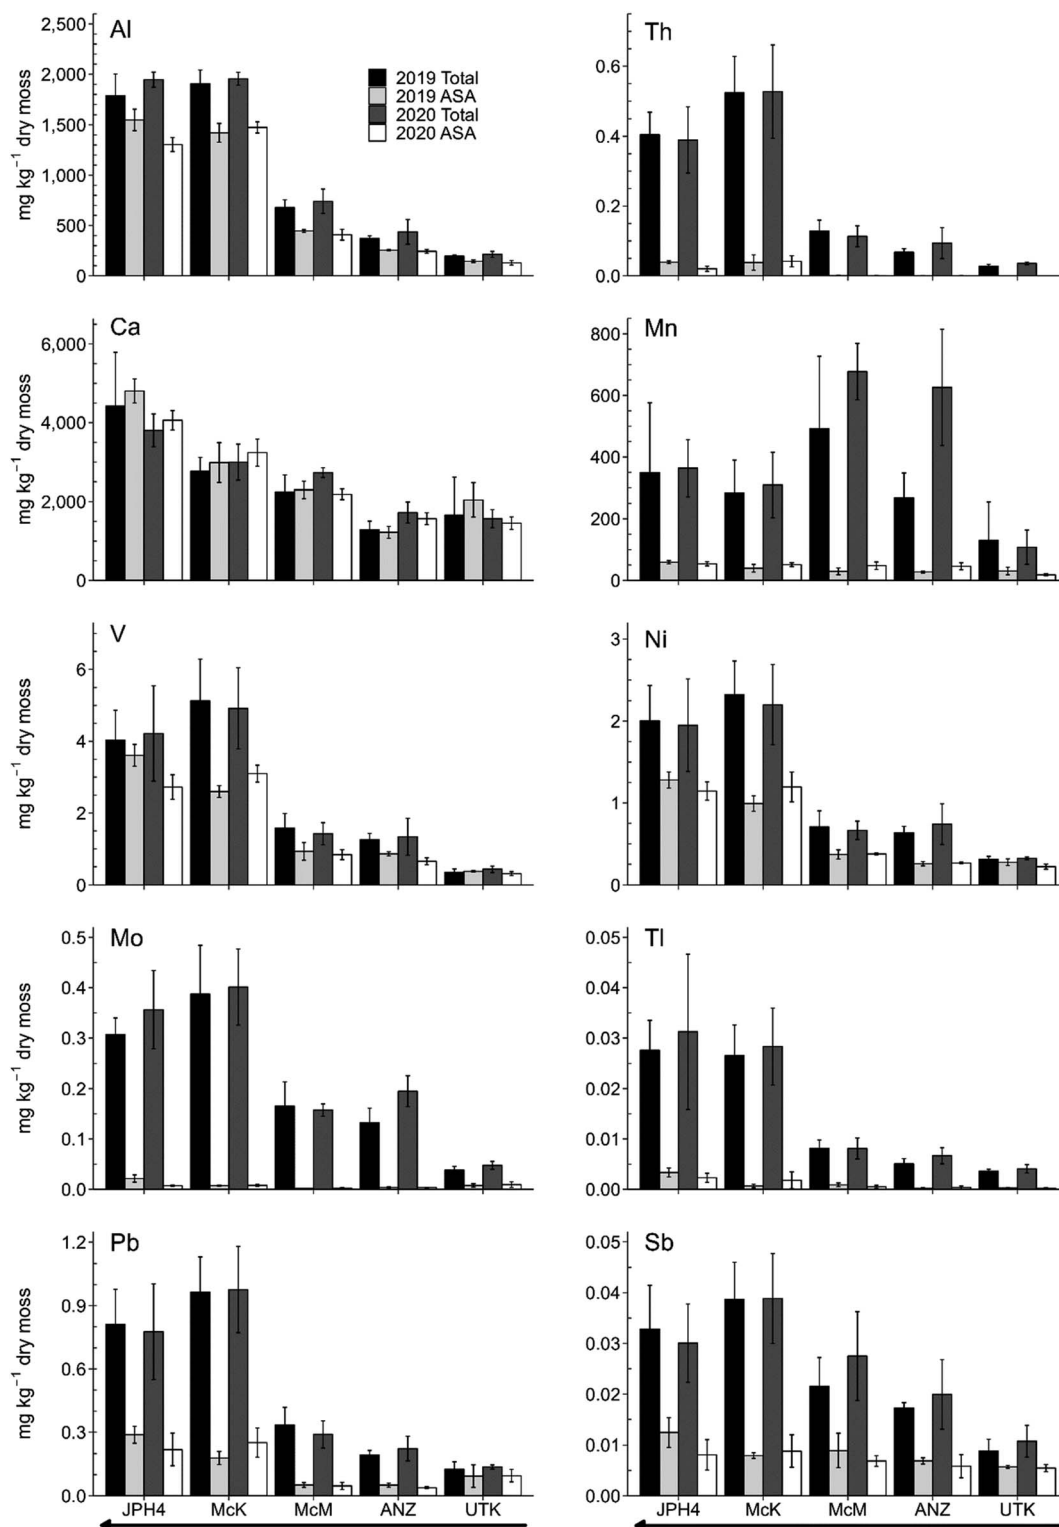 Al
2,500
2,000
1,500
1,000
500
0
mg kg⁻¹ dry moss
2019 Total
2019 ASA
2020 Total
2020 ASA
Th
0.6
0.4
0.2
0.0
Ca
6,000
4,000
2,000
0
mg kg⁻¹ dry moss
Mn
800
600
400
200
0
V
6
4
2
0
mg kg⁻¹ dry moss
Ni
3
2
1
0
Mo
0.5
0.4
0.3
0.2
0.1
0.0
mg kg⁻¹ dry moss
Tl
0.05
0.04
0.03
0.02
0.01
0.00
Pb
1.2
0.9
0.6
0.3
0.0
mg kg⁻¹ dry moss
JPH4 McK McM ANZ UTK
Sb
0.05
0.04
0.03
0.02
0.01
0.00
JPH4 McK McM ANZ UTK